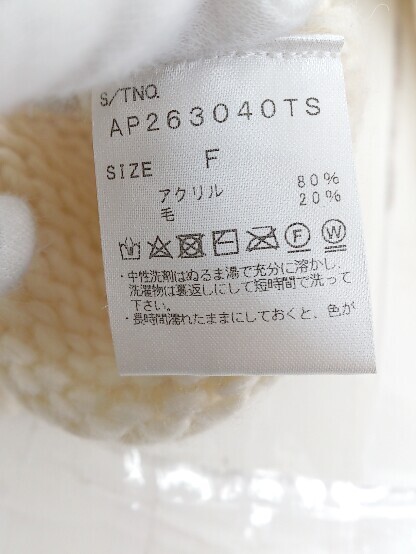 S/TNO.
AP263040TS
SIZE F
アクリル 80%
毛 20%
F W
・中性洗剤はぬるま湯で充分に溶かし、
洗濯物は裏返しにして短時間で洗って
下さい。
・長時間濡れたままにしておくと、色が